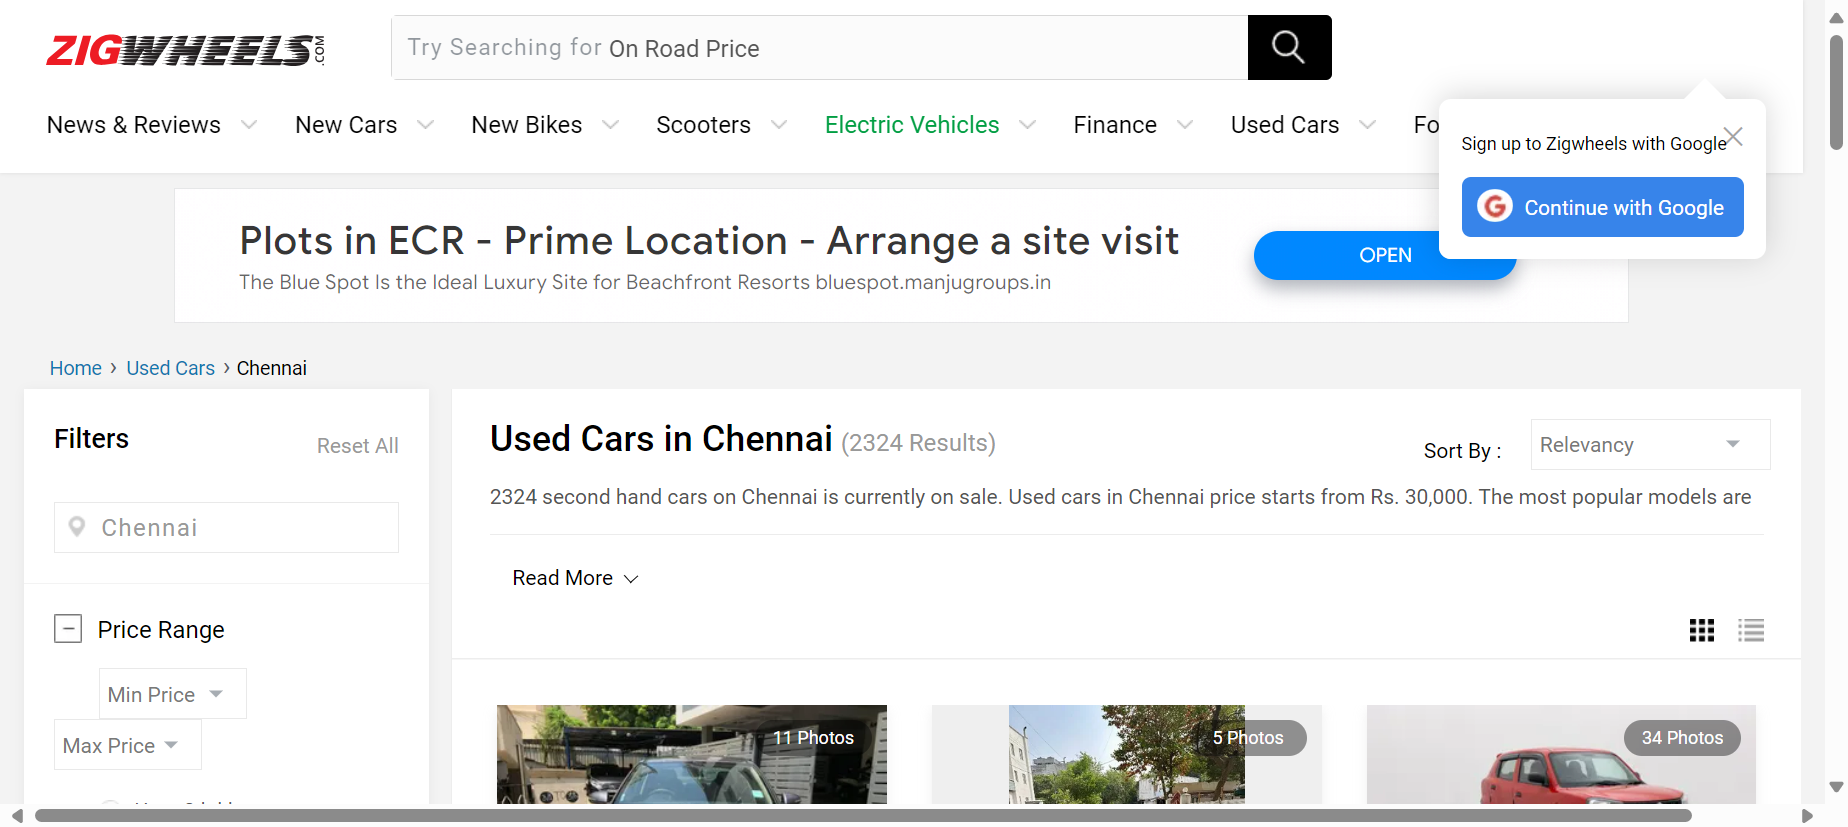 ZIGWHEELS.COM
Try Searching for On Road Price
News & Reviews New Cars New Bikes Scooters Electric Vehicles Finance Used Cars Fo
Sign up to Zigwheels with Google
Continue with Google
Plots in ECR - Prime Location - Arrange a site visit
The Blue Spot Is the Ideal Luxury Site for Beachfront Resorts bluespot.manjugroups.in
OPEN
Home › Used Cars › Chennai
Filters
Reset All
Chennai
Price Range
Min Price
Max Price
Used Cars in Chennai (2324 Results)
Sort By :
Relevancy
2324 second hand cars on Chennai is currently on sale. Used cars in Chennai price starts from Rs. 30,000. The most popular models are
Read More
11 Photos
5 Photos
34 Photos